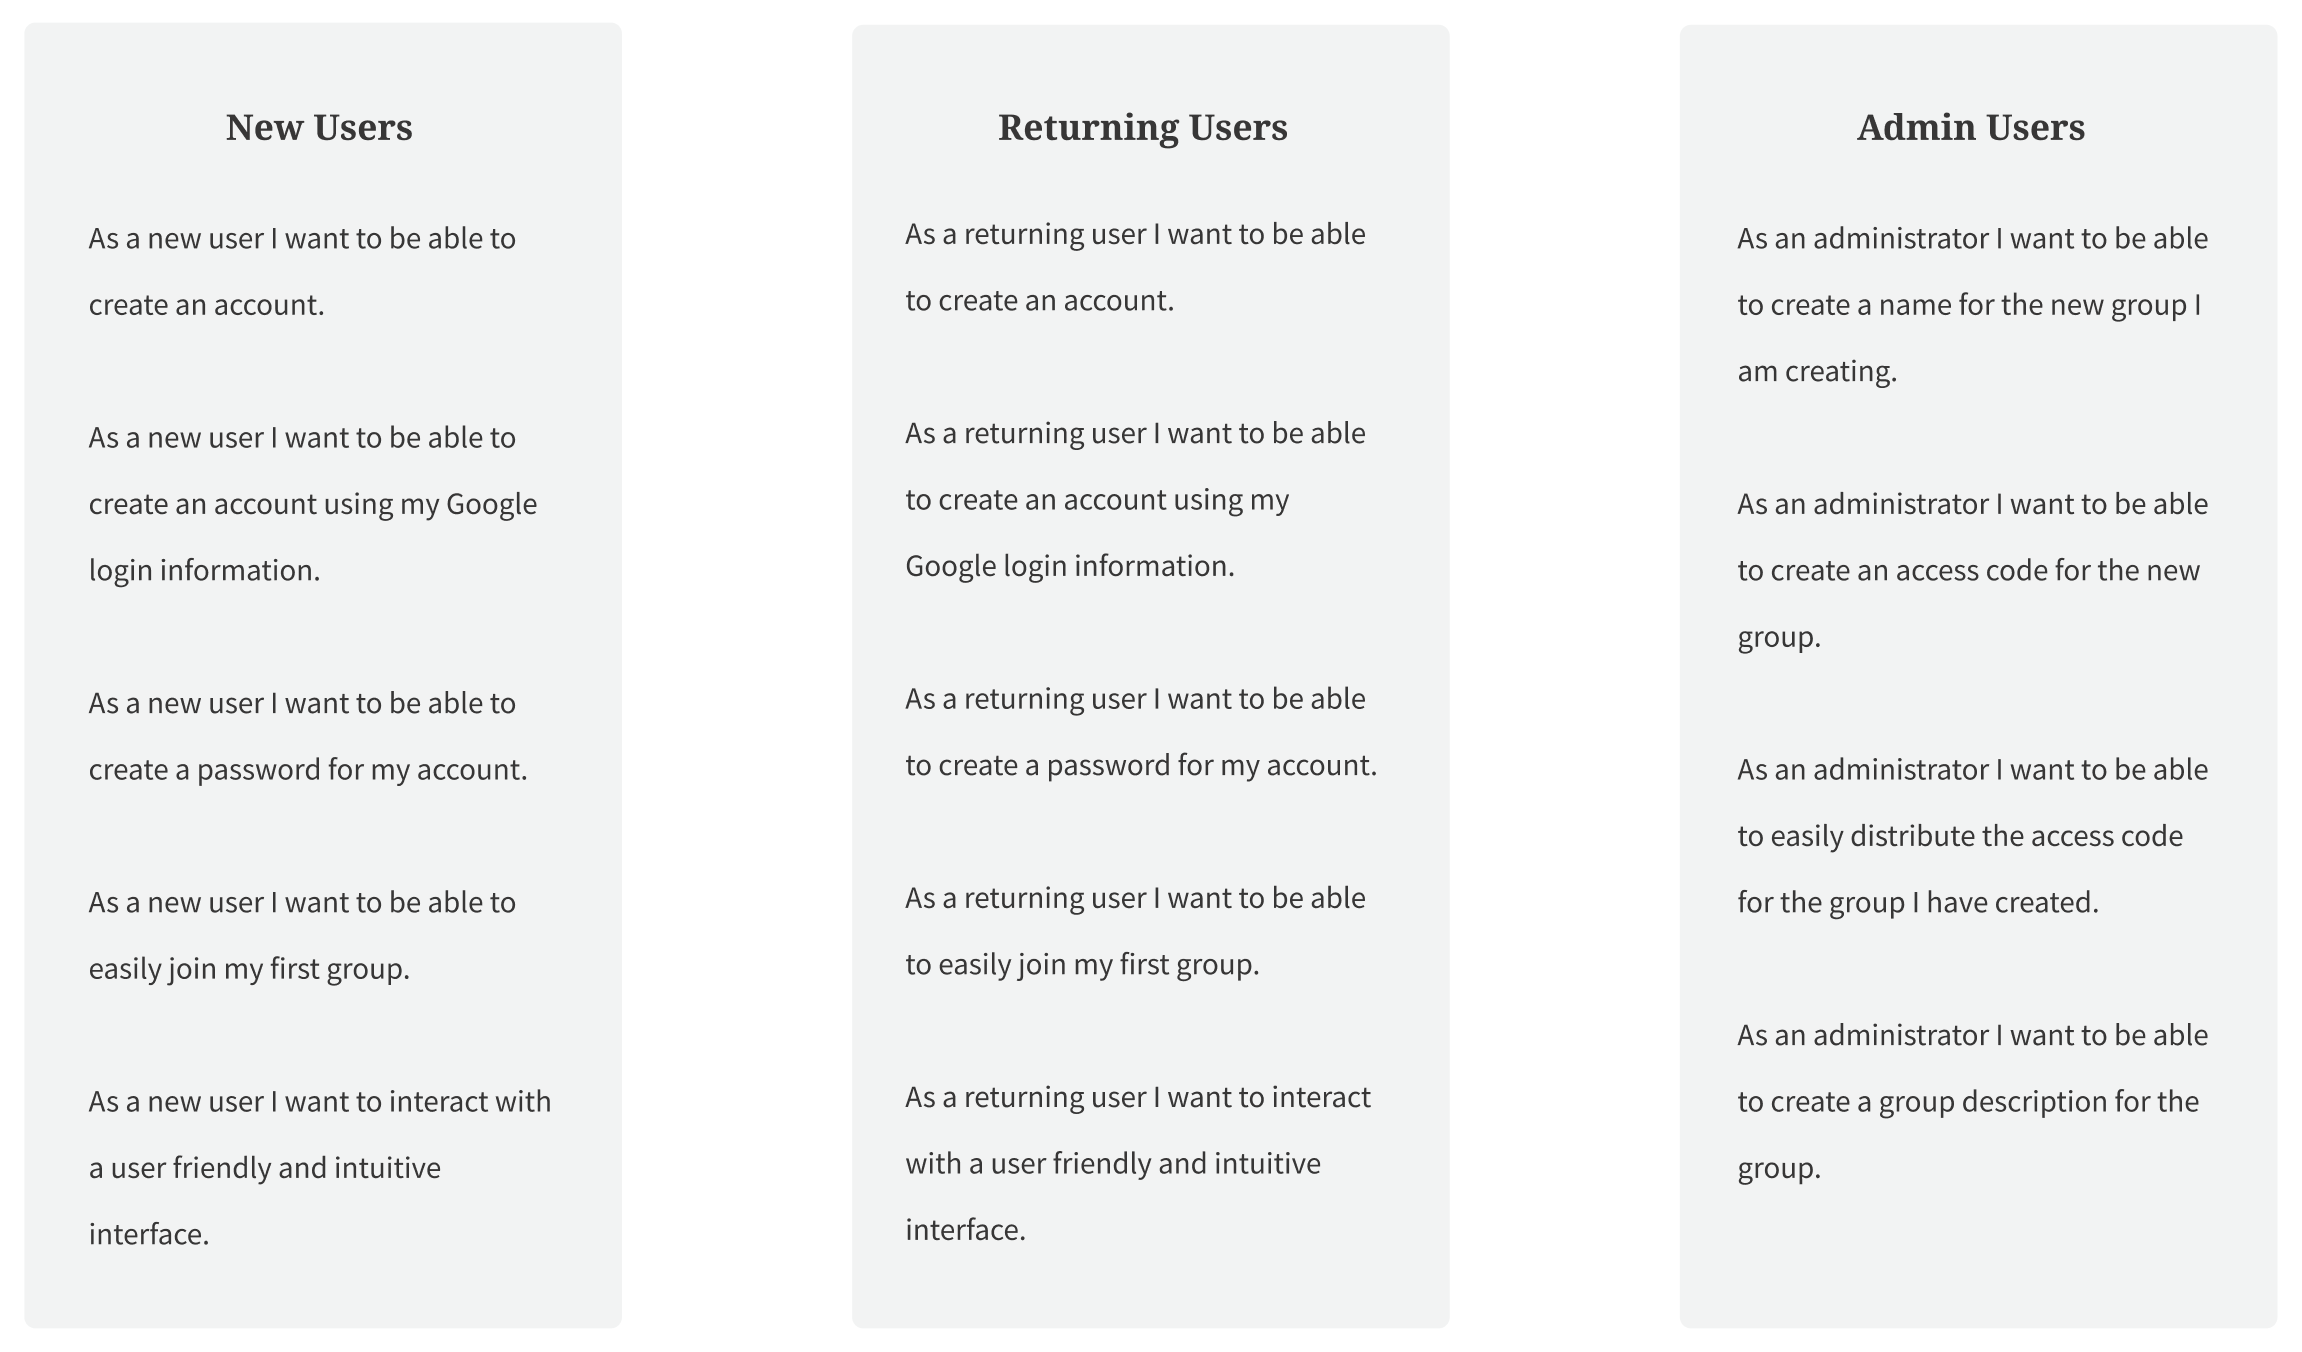 New Users
As a new user I want to be able to
create an account.
As a new user I want to be able to
create an account using my Google
login information.
As a new user I want to be able to
create a password for my account.
As a new user I want to be able to
easily join my first group.
As a new user I want to interact with
a user friendly and intuitive
interface.
Returning Users
As a returning user I want to be able
to create an account.
As a returning user I want to be able
to create an account using my
Google login information.
As a returning user I want to be able
to create a password for my account.
As a returning user I want to be able
to easily join my first group.
As a returning user I want to interact
with a user friendly and intuitive
interface.
Admin Users
As an administrator I want to be able
to create a name for the new group I
am creating.
As an administrator I want to be able
to create an access code for the new
group.
As an administrator I want to be able
to easily distribute the access code
for the group I have created.
As an administrator I want to be able
to create a group description for the
group.